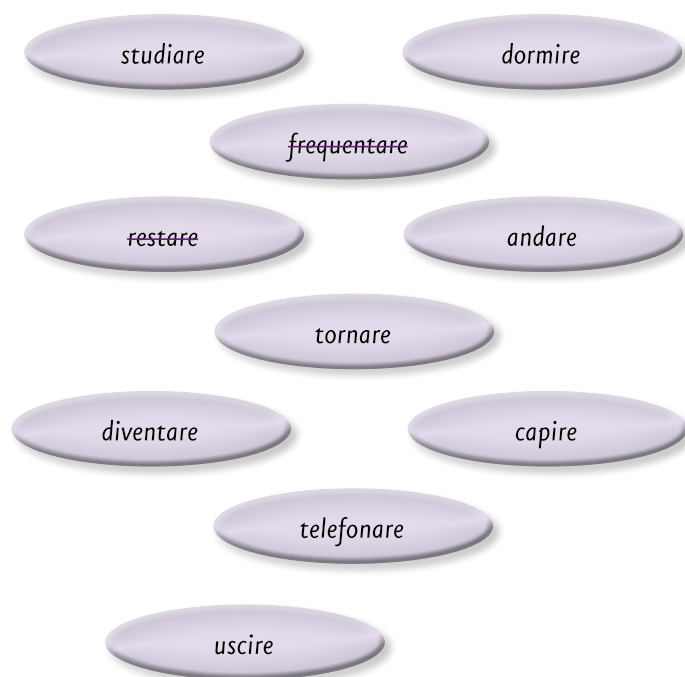 studiare
dormire
frequentare
restare
andare
tornare
diventare
capire
telefonare
uscire